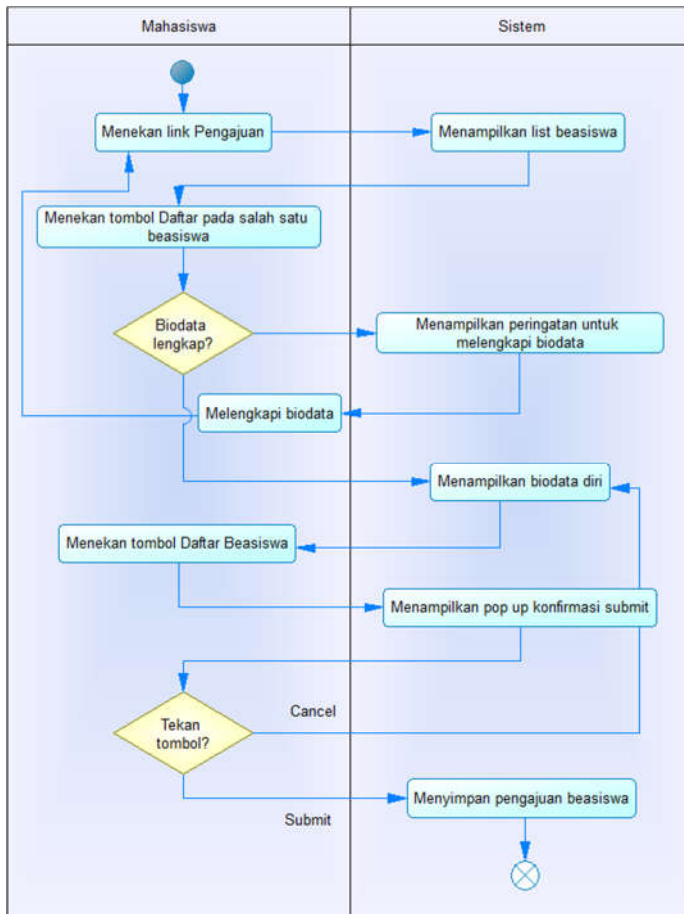 Mahasiswa
Sistem
Menekan link Pengajuan
Menampilkan list beasiswa
Menekan tombol Daftar pada salah satu
beasiswa
Biodata
lengkap?
Menampilkan peringatan untuk
melengkapi biodata
Melengkapi biodata
Menampilkan biodata diri
Menekan tombol Daftar Beasiswa
Menampilkan pop up konfirmasi submit
Tekan
tombol?
Cancel
Menyimpan pengajuan beasiswa
Submit